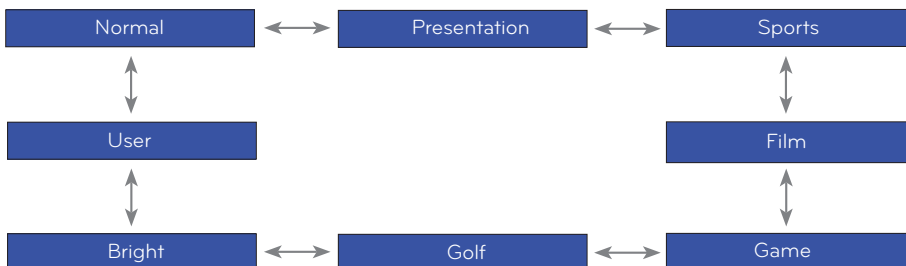 Normal
Presentation
Sports
User
Film
Bright
Golf
Game